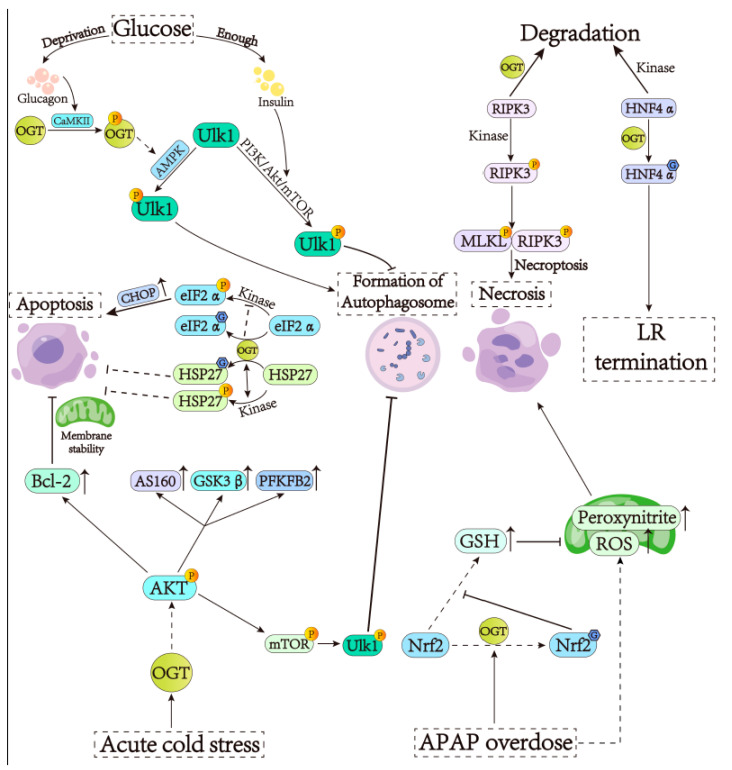 Glucose
Deprivation
Enough
Glucagon
Insulin
CaMKII
OGT
P
OGT
AMPK
Ulk1
PI3K/Akt/mTOR
P
Ulk1
P
Ulk1
Formation of
Autophagosome
Degradation
OGT
Kinase
RIPK3
HNF4 α
Kinase
OGT
RIPK3
P
HNF4 α
G
MLKL
P
RIPK3
P
Necroptosis
Necrosis
LR
termination
Apoptosis
CHOP
eIF2 α
P
Kinase
eIF2 α
G
eIF2 α
OGT
HSP27
G
HSP27
HSP27
P
Kinase
Membrane
stability
Bcl-2
AS160
GSK3 β
PFKFB2
AKT
P
mTOR
P
Ulk1
P
OGT
Acute cold stress
Peroxynitrite
ROS
GSH
Nrf2
OGT
Nrf2
G
APAP overdose